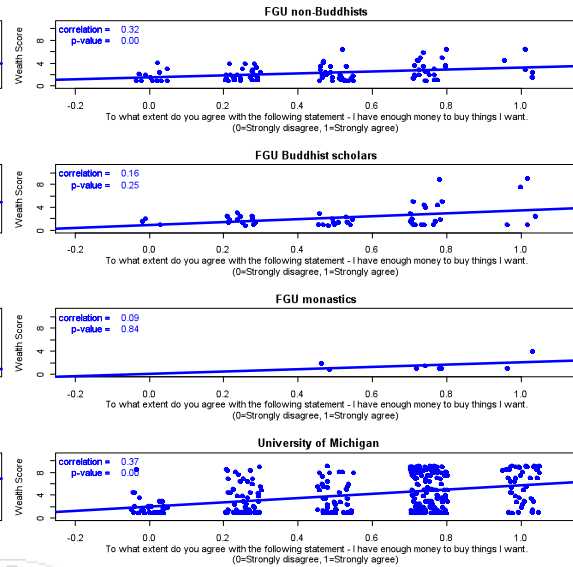 FGU non-Buddhists
correlation = 0.32
p-value = 0.00
Wealth Score
0 4 8
-0.2 0.0 0.2 0.4 0.6 0.8 1.0
To what extent do you agree with the following statement - I have enough money to buy things I want.
(0=Strongly disagree, 1=Strongly agree)
FGU Buddhist scholars
correlation = 0.16
p-value = 0.25
Wealth Score
0 4 8
-0.2 0.0 0.2 0.4 0.6 0.8 1.0
To what extent do you agree with the following statement - I have enough money to buy things I want.
(0=Strongly disagree, 1=Strongly agree)
FGU monastics
correlation = 0.09
p-value = 0.84
Wealth Score
0 4 8
-0.2 0.0 0.2 0.4 0.6 0.8 1.0
To what extent do you agree with the following statement - I have enough money to buy things I want.
(0=Strongly disagree, 1=Strongly agree)
University of Michigan
correlation = 0.37
p-value = 0.00
Wealth Score
0 4 8
-0.2 0.0 0.2 0.4 0.6 0.8 1.0
To what extent do you agree with the following statement - I have enough money to buy things I want.
(0=Strongly disagree, 1=Strongly agree)